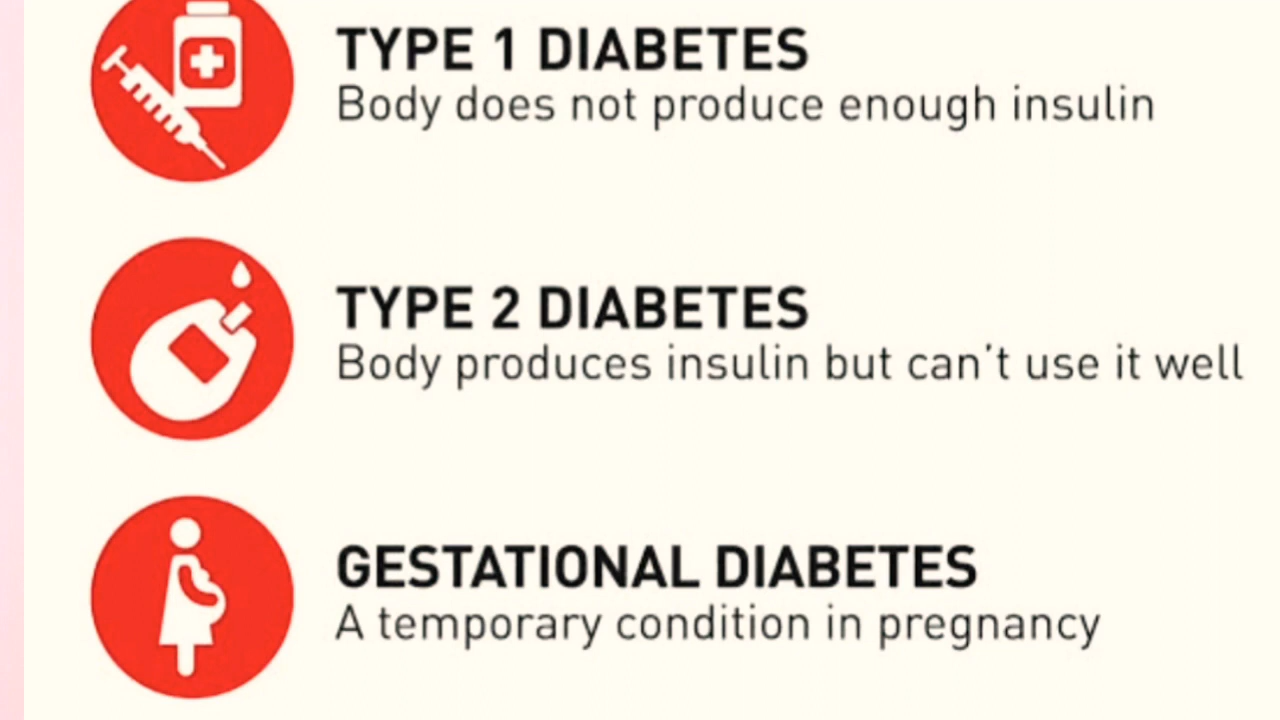 TYPE 1 DIABETES
Body does not produce enough insulin
TYPE 2 DIABETES
Body produces insulin but can't use it well
GESTATIONAL DIABETES
A temporary condition in pregnancy